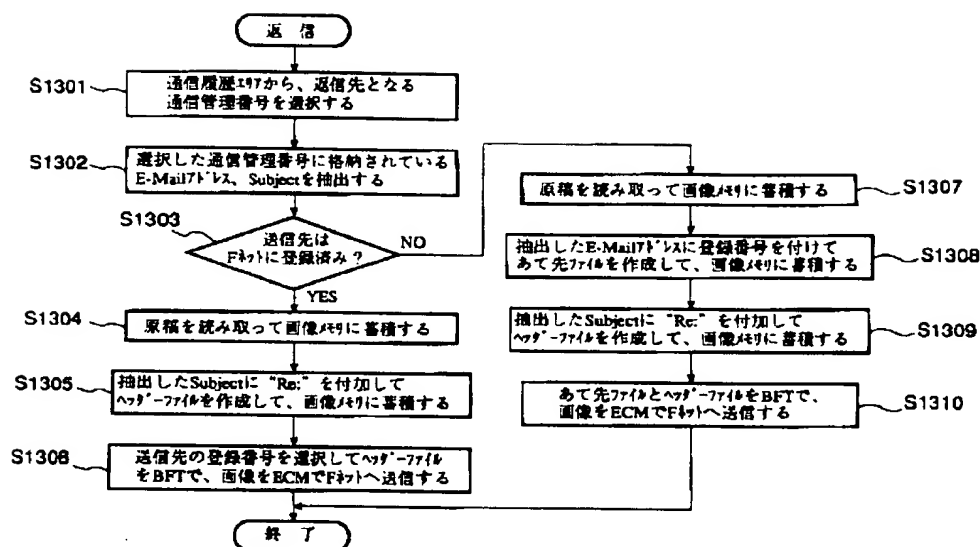 返 信
S1301
通信履歴ｴﾘｱから、返信先となる
通信管理番号を選択する
S1302
選択した通信管理番号に格納されている
E-Mailｱﾄﾞﾚｽ、Subjectを抽出する
S1303
送信先は
Fﾈｯﾄに登録済み？
NO
YES
S1304
原稿を読み取って画像ﾒﾓﾘに蓄積する
S1305
抽出したSubjectに“Re:”を付加して
ﾍｯﾀﾞｰﾌｧｲﾙを作成して、画像ﾒﾓﾘに蓄積する
S1306
送信先の登録番号を選択してﾍｯﾀﾞｰﾌｧｲﾙ
をBFTで、画像をECMでFﾈｯﾄへ送信する
終 了
原稿を読み取って画像ﾒﾓﾘに蓄積する
S1307
抽出したE-Mailｱﾄﾞﾚｽに登録番号を付けて
あて先ﾌｧｲﾙを作成して、画像ﾒﾓﾘに蓄積する
S1308
抽出したSubjectに“Re:”を付加して
ﾍｯﾀﾞｰﾌｧｲﾙを作成して、画像ﾒﾓﾘに蓄積する
S1309
あて先ﾌｧｲﾙとﾍｯﾀﾞｰﾌｧｲﾙをBFTで、
画像をECMでFﾈｯﾄへ送信する
S1310